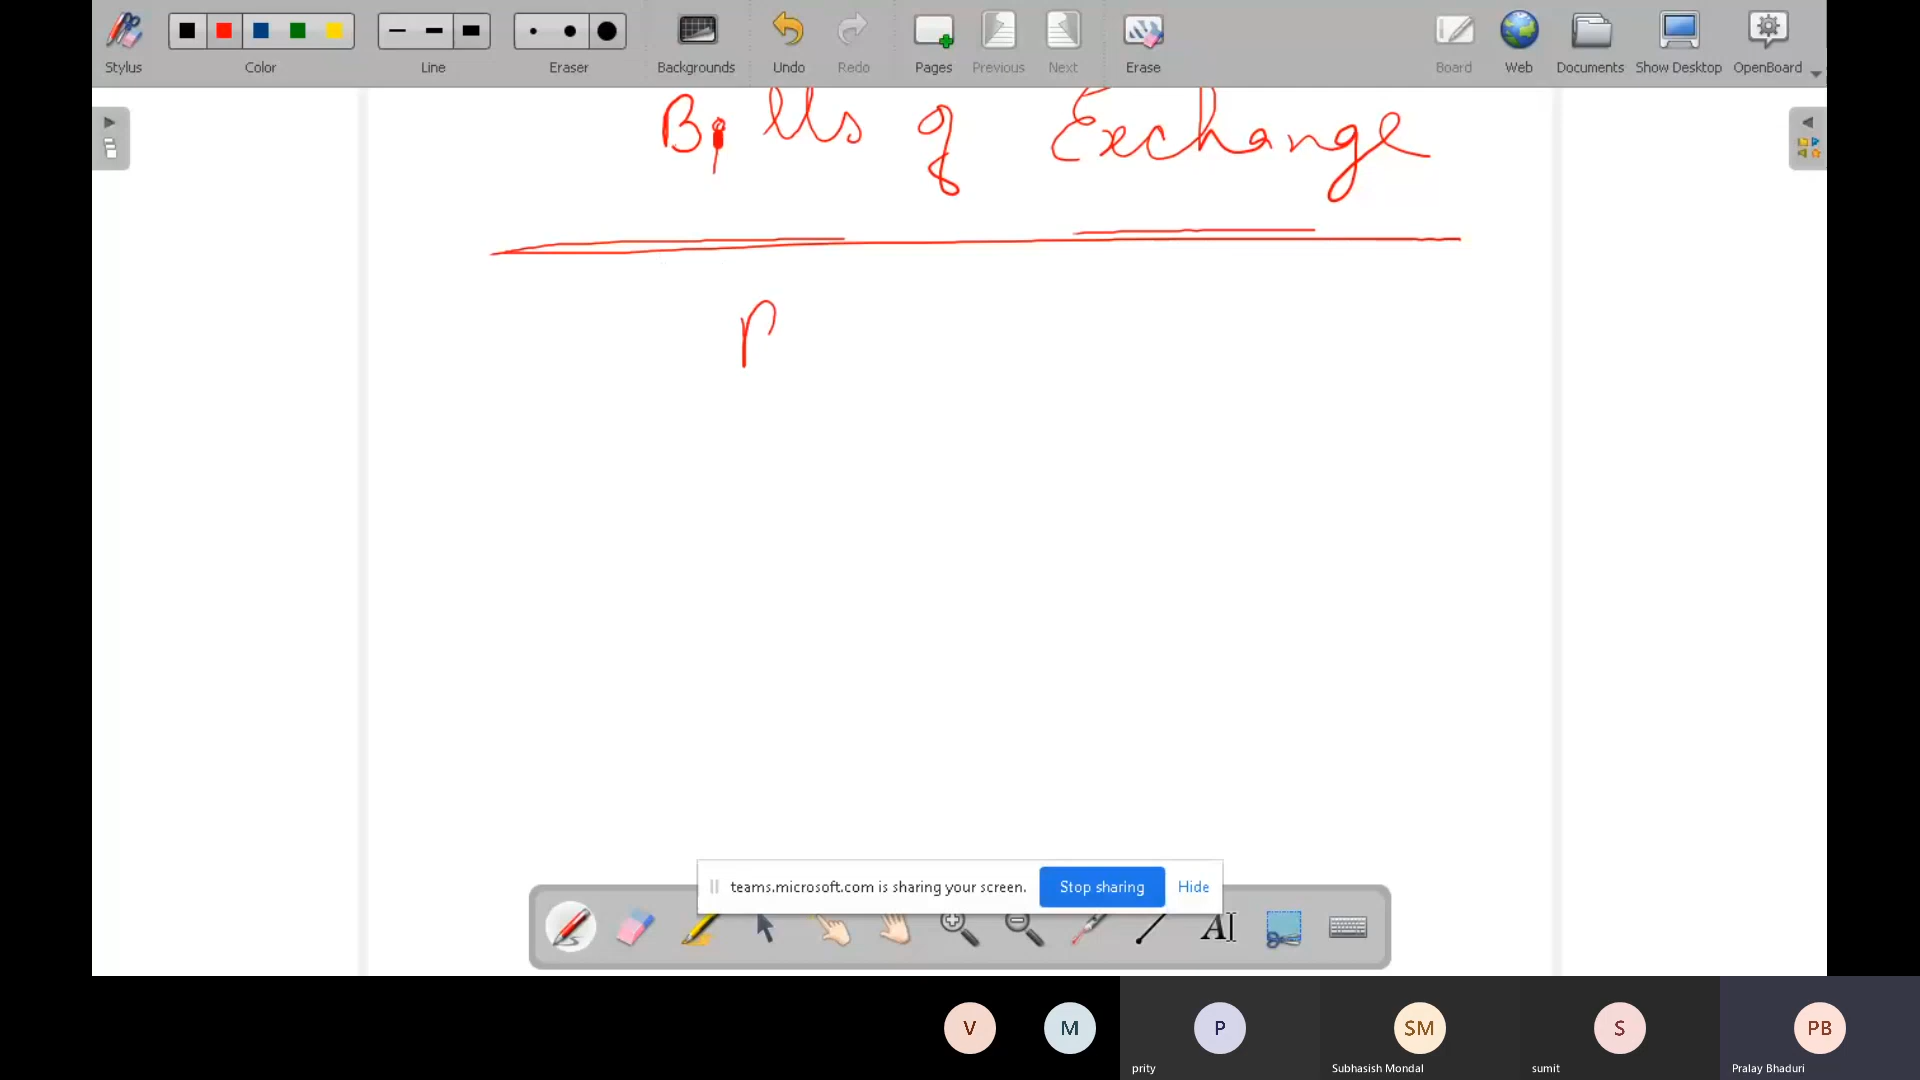 Stylus Color Line Eraser Backgrounds Undo Redo Pages Previous Next Erase Board Web Documents Show Desktop OpenBoard
Bills of Exchange
teams.microsoft.com is sharing your screen. Stop sharing Hide
AI
V M P SM S PB
prity Subhasish Mondal sumit Pralay Bhaduri